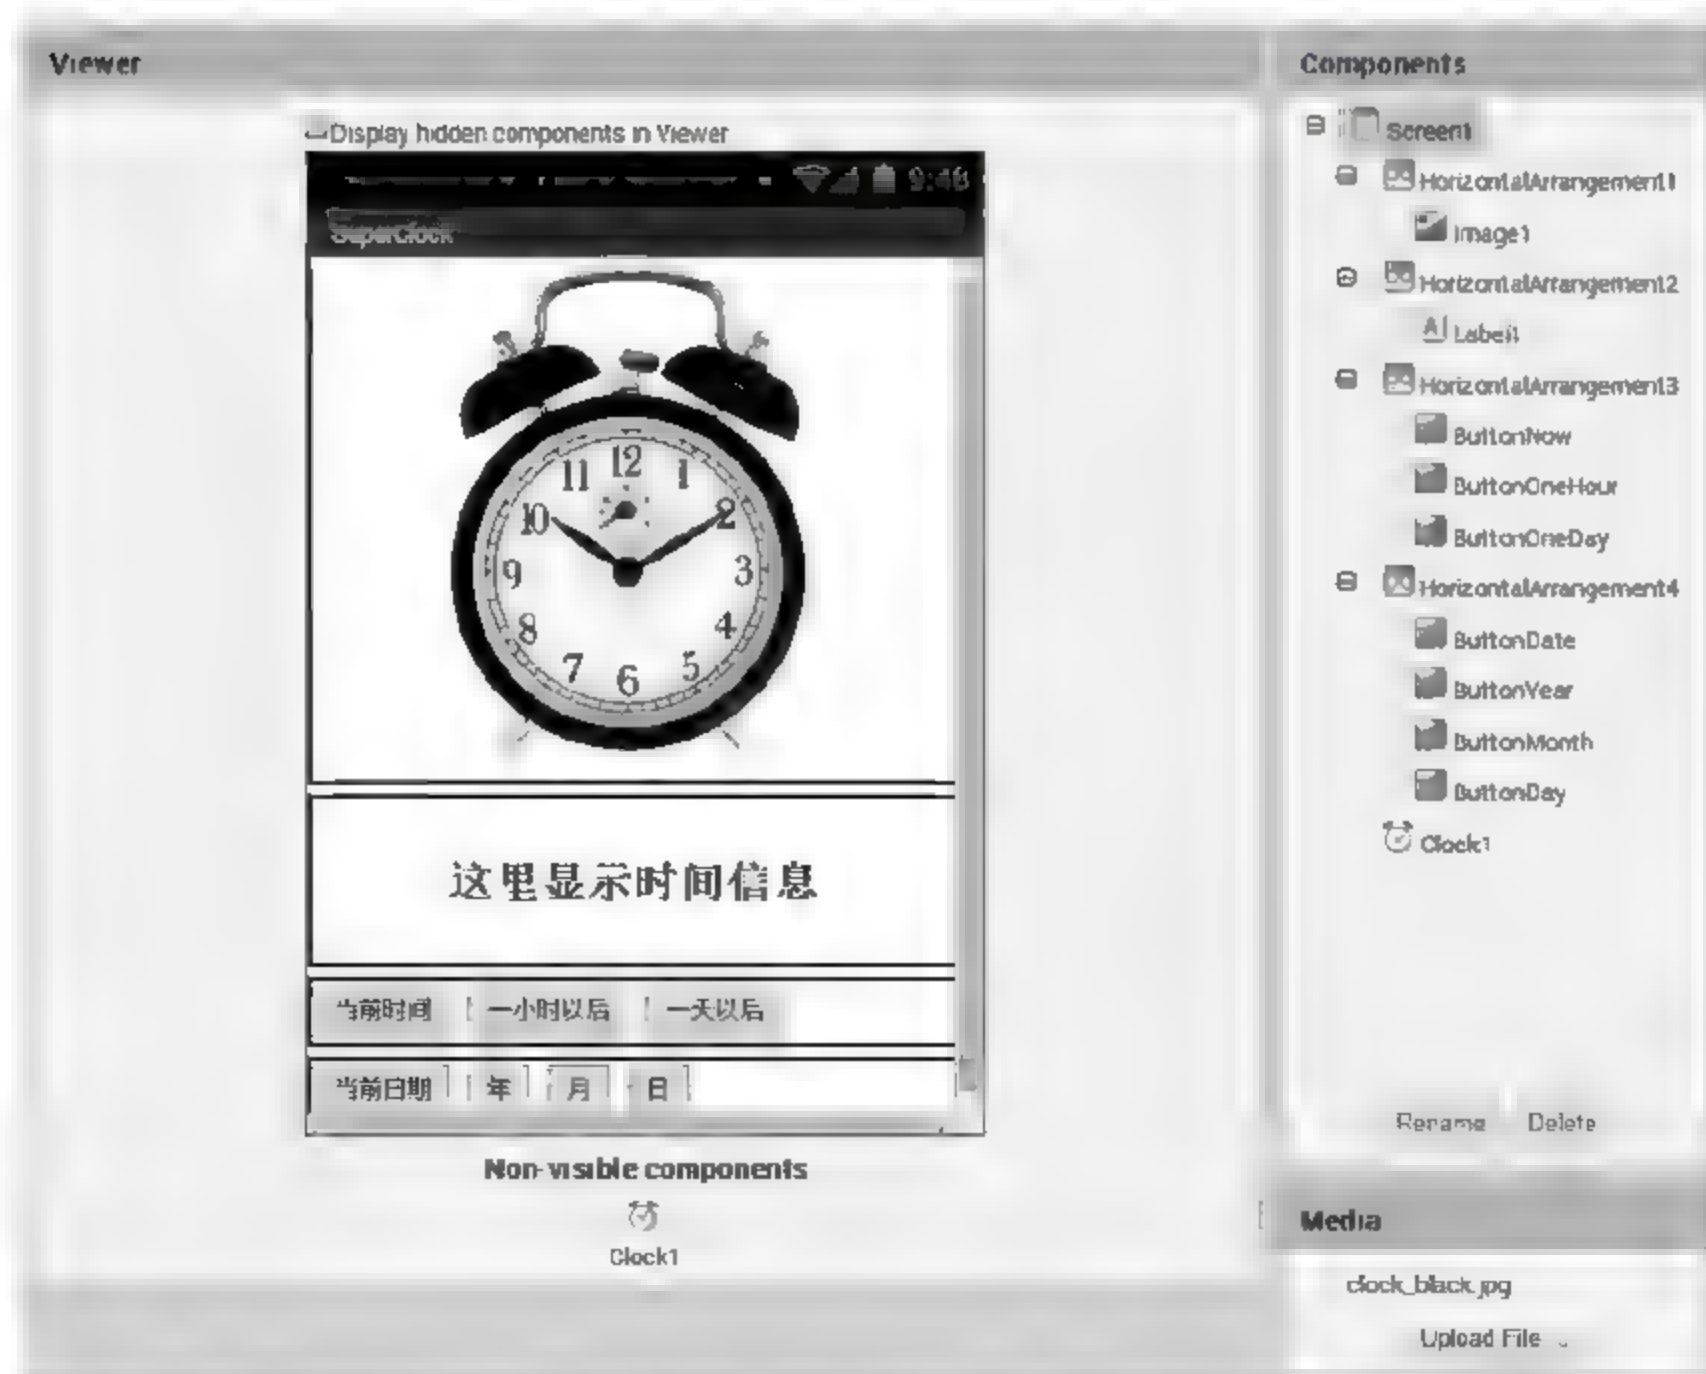 Viewer
Display hidden components in Viewer
9:48
SuperClock
11 12 1
10 2
9 3
8 4
7 6 5
这里显示时间信息
当前时间 一小时以后 一天以后
当前日期 年 月 日
Non-visible components
Clock1
Components
Screen1
HorizontalArrangement1
Image1
HorizontalArrangement2
Label1
HorizontalArrangement3
ButtonNow
ButtonOneHour
ButtonOneDay
HorizontalArrangement4
ButtonDate
ButtonYear
ButtonMonth
ButtonDay
Clock1
Rename Delete
Media
clock_black.jpg
Upload File